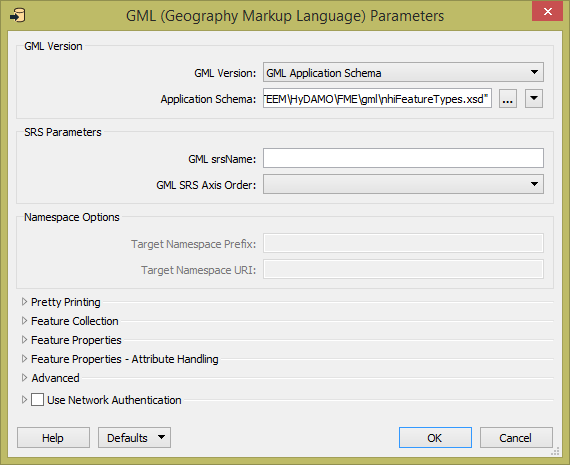 GML (Geography Markup Language) Parameters
GML Version
GML Version: GML Application Schema
Application Schema: EEM\HyDAMO\FME\gml\nhiFeatureTypes.xsd" ...
SRS Parameters
GML srsName:
GML SRS Axis Order:
Namespace Options
Target Namespace Prefix:
Target Namespace URI:
Pretty Printing
Feature Collection
Feature Properties
Feature Properties - Attribute Handling
Advanced
Use Network Authentication
Help Defaults OK Cancel